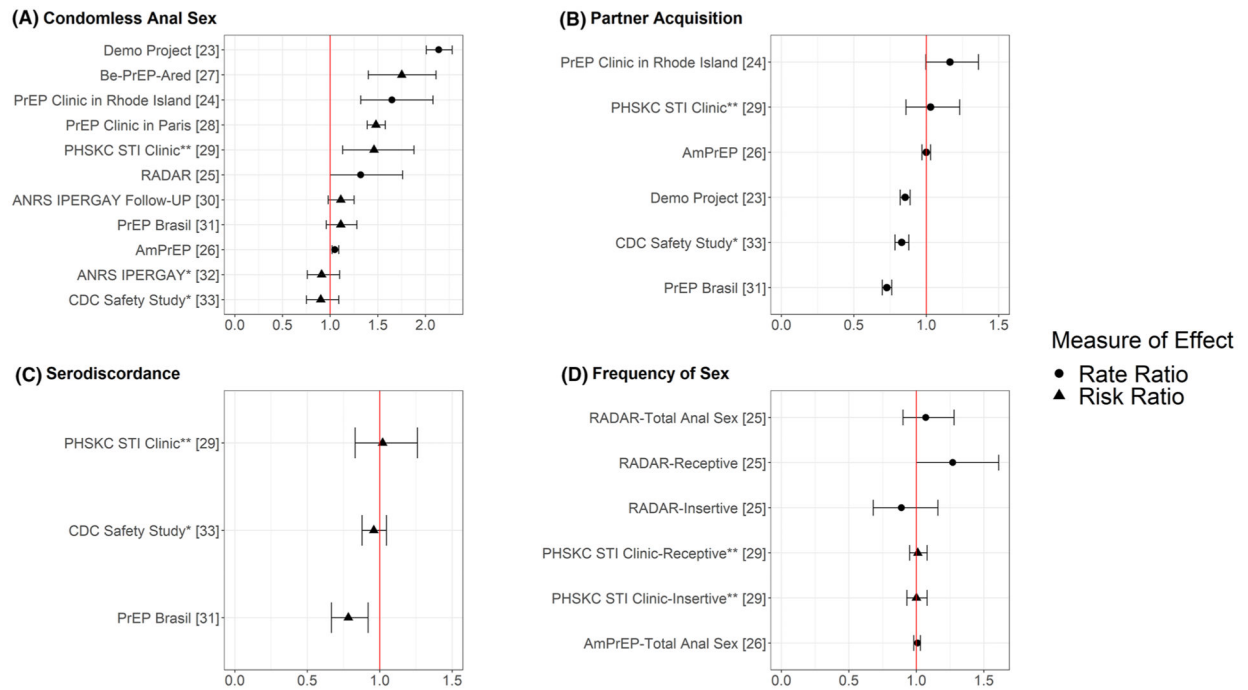 (A) Condomless Anal Sex
Demo Project [23]
Be-PrEP-Ared [27]
PrEP Clinic in Rhode Island [24]
PrEP Clinic in Paris [28]
PHSKC STI Clinic** [29]
RADAR [25]
ANRS IPERGAY Follow-UP [30]
PrEP Brasil [31]
AmPrEP [26]
ANRS IPERGAY* [32]
CDC Safety Study* [33]
0.0 0.5 1.0 1.5 2.0
(B) Partner Acquisition
PrEP Clinic in Rhode Island [24]
PHSKC STI Clinic** [29]
AmPrEP [26]
Demo Project [23]
CDC Safety Study* [33]
PrEP Brasil [31]
0.0 0.5 1.0 1.5
(C) Serodiscordance
PHSKC STI Clinic** [29]
CDC Safety Study* [33]
PrEP Brasil [31]
0.0 0.5 1.0 1.5
(D) Frequency of Sex
RADAR-Total Anal Sex [25]
RADAR-Receptive [25]
RADAR-Insertive [25]
PHSKC STI Clinic-Receptive** [29]
PHSKC STI Clinic-Insertive** [29]
AmPrEP-Total Anal Sex [26]
0.0 0.5 1.0 1.5
Measure of Effect
Rate Ratio
Risk Ratio